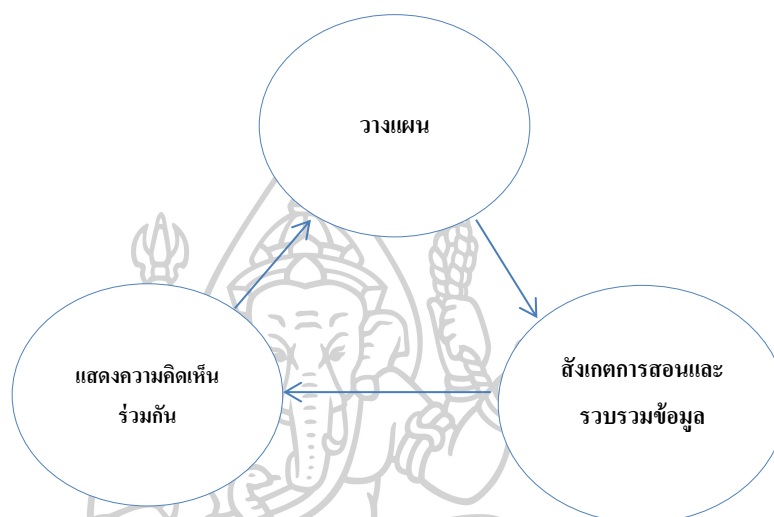 วางแผน
สังเกตการสอนและ
รวบรวมข้อมูล
แสดงความคิดเห็น
ร่วมกัน